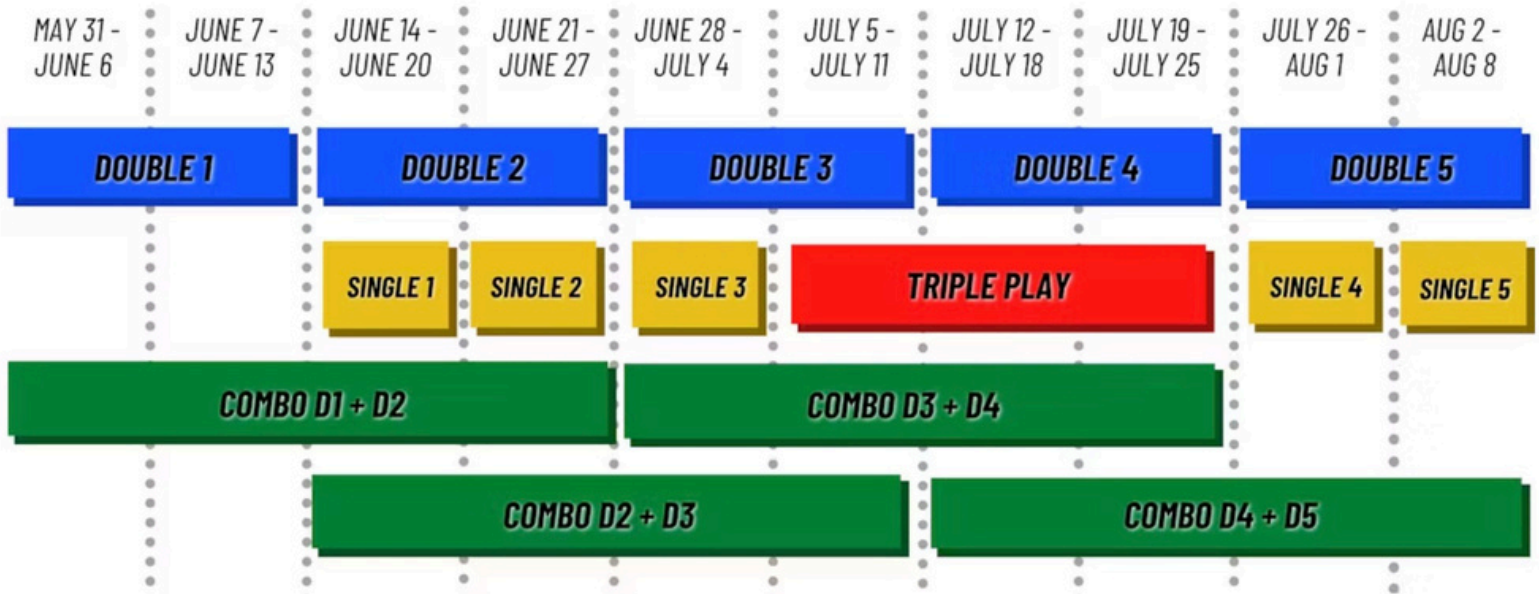 MAY 31 - JUNE 7 - JUNE 14 - JUNE 21 - JUNE 28 - JULY 5 - JULY 12 - JULY 19 - JULY 26 - AUG 2 -
JUNE 6 JUNE 13 JUNE 20 JUNE 27 JULY 4 JULY 11 JULY 18 JULY 25 AUG 1 AUG 8
DOUBLE 1 DOUBLE 2 DOUBLE 3 DOUBLE 4 DOUBLE 5
SINGLE 1 SINGLE 2 SINGLE 3 TRIPLE PLAY SINGLE 4 SINGLE 5
COMBO D1 + D2 COMBO D3 + D4
COMBO D2 + D3 COMBO D4 + D5